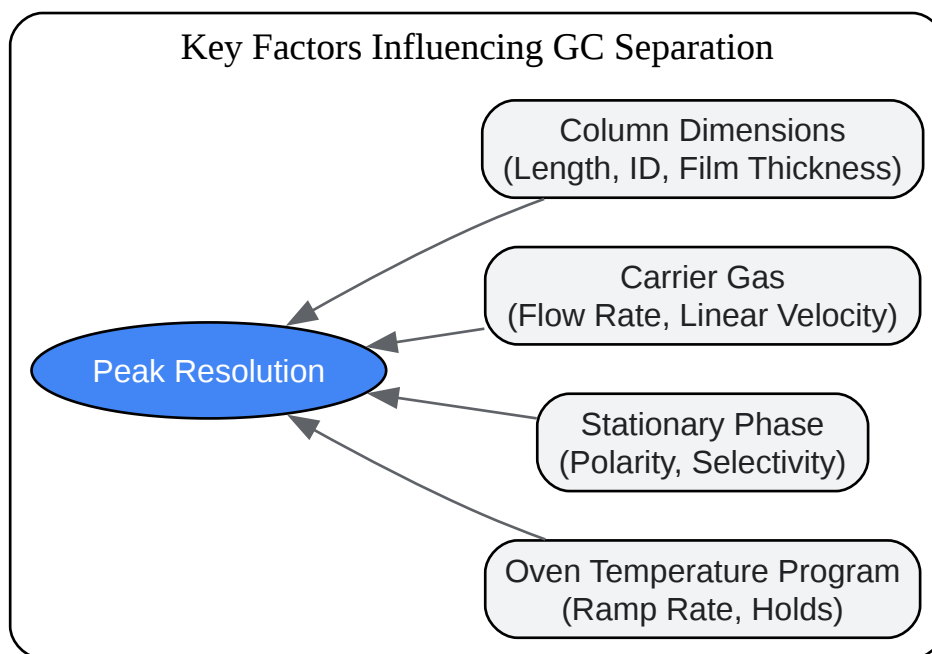 Key Factors Influencing GC Separation
Column Dimensions
(Length, ID, Film Thickness)
Carrier Gas
(Flow Rate, Linear Velocity)
Peak Resolution
Stationary Phase
(Polarity, Selectivity)
Oven Temperature Program
(Ramp Rate, Holds)